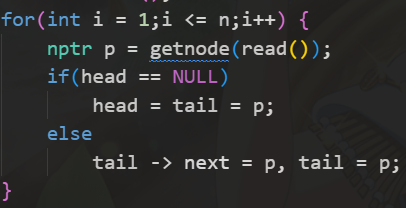 for(int i = 1;i <= n;i++) {
    nptr p = getnode(read());
    if(head == NULL)
        head = tail = p;
    else
        tail -> next = p, tail = p;
}